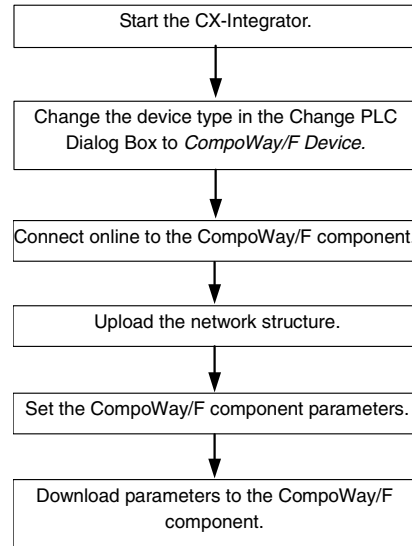 Start the CX-Integrator.
Change the device type in the Change PLC
Dialog Box to CompoWay/F Device.
Connect online to the CompoWay/F component.
Upload the network structure.
Set the CompoWay/F component parameters.
Download parameters to the CompoWay/F
component.